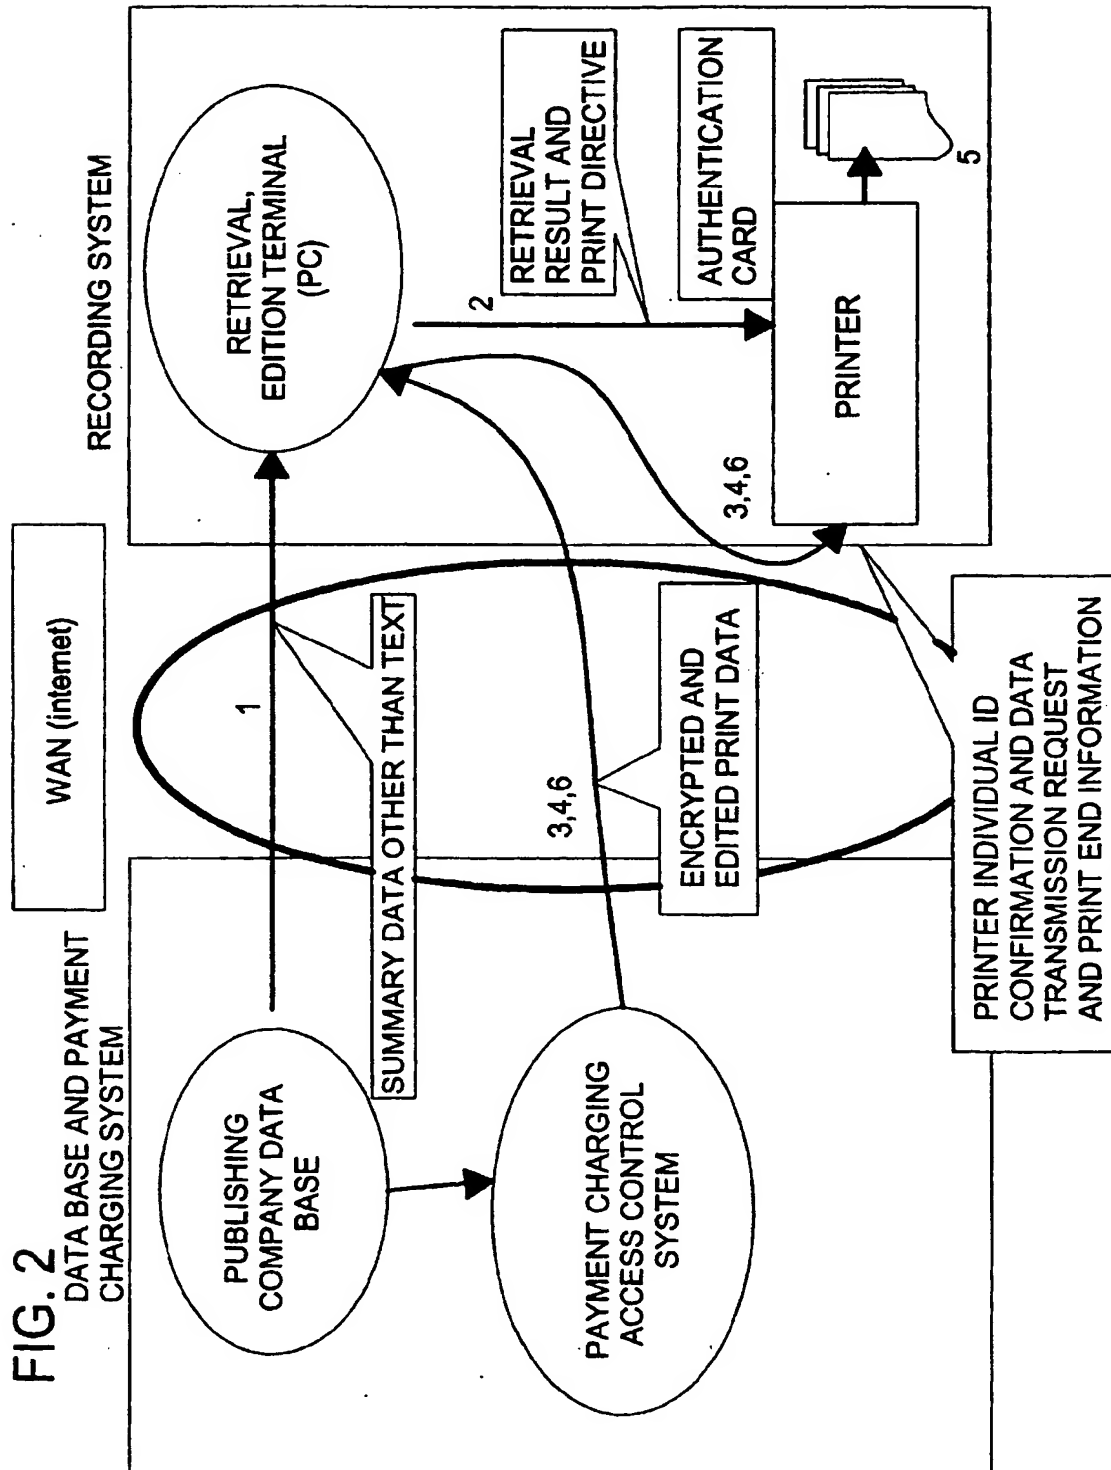 FIG. 2
DATA BASE AND PAYMENT
CHARGING SYSTEM
WAN (internet)
RECORDING SYSTEM
PUBLISHING
COMPANY DATA
BASE
1
SUMMARY DATA OTHER THAN TEXT
RETRIEVAL,
EDITION TERMINAL
(PC)
2
RETRIEVAL
RESULT AND
PRINT DIRECTIVE
PAYMENT CHARGING
ACCESS CONTROL
SYSTEM
3,4,6
ENCRYPTED AND
EDITED PRINT DATA
3,4,6
AUTHENTICATION
CARD
PRINTER
5
PRINTER INDIVIDUAL ID
CONFIRMATION AND DATA
TRANSMISSION REQUEST
AND PRINT END INFORMATION